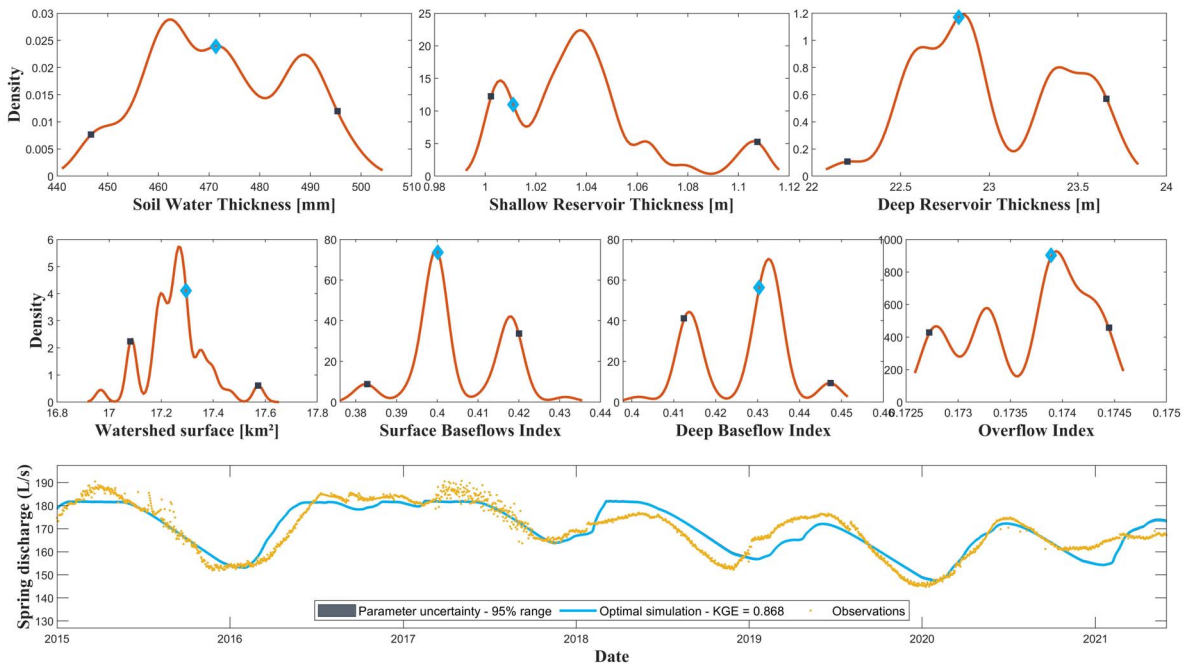 0.03
0.025
0.02
0.015
0.01
0.005
0
Density
440 450 460 470 480 490 500 510
Soil Water Thickness [mm]
25
20
15
10
5
0
0.98 1 1.02 1.04 1.06 1.08 1.1 1.12
Shallow Reservoir Thickness [m]
1.2
1
0.8
0.6
0.4
0.2
0
22 22.5 23 23.5 24
Deep Reservoir Thickness [m]
6
5
4
3
2
1
0
Density
16.8 17 17.2 17.4 17.6 17.8
Watershed surface [km²]
80
60
40
20
0
0.38 0.4 0.42 0.44
Surface Baseflows Index
80
60
40
20
0
0.4 0.41 0.42 0.43 0.44 0.45 0.46
Deep Baseflow Index
1000
900
800
700
600
500
400
300
200
100
0
0.1725 0.173 0.1735 0.174 0.1745 0.175
Overflow Index
Spring discharge (L/s)
190
180
170
160
150
140
130
Parameter uncertainty - 95% range Optimal simulation - KGE = 0.868 Observations
2015 2016 2017 2018 2019 2020 2021
Date